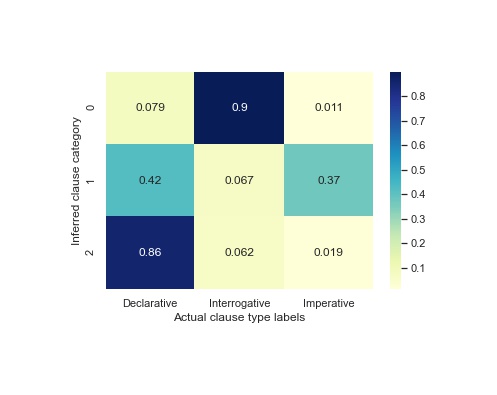 0 0.079 0.9 0.011
1 0.42 0.067 0.37
2 0.86 0.062 0.019
Declarative Interrogative Imperative
Actual clause type labels
Inferred clause category
0.8
0.7
0.6
0.5
0.4
0.3
0.2
0.1